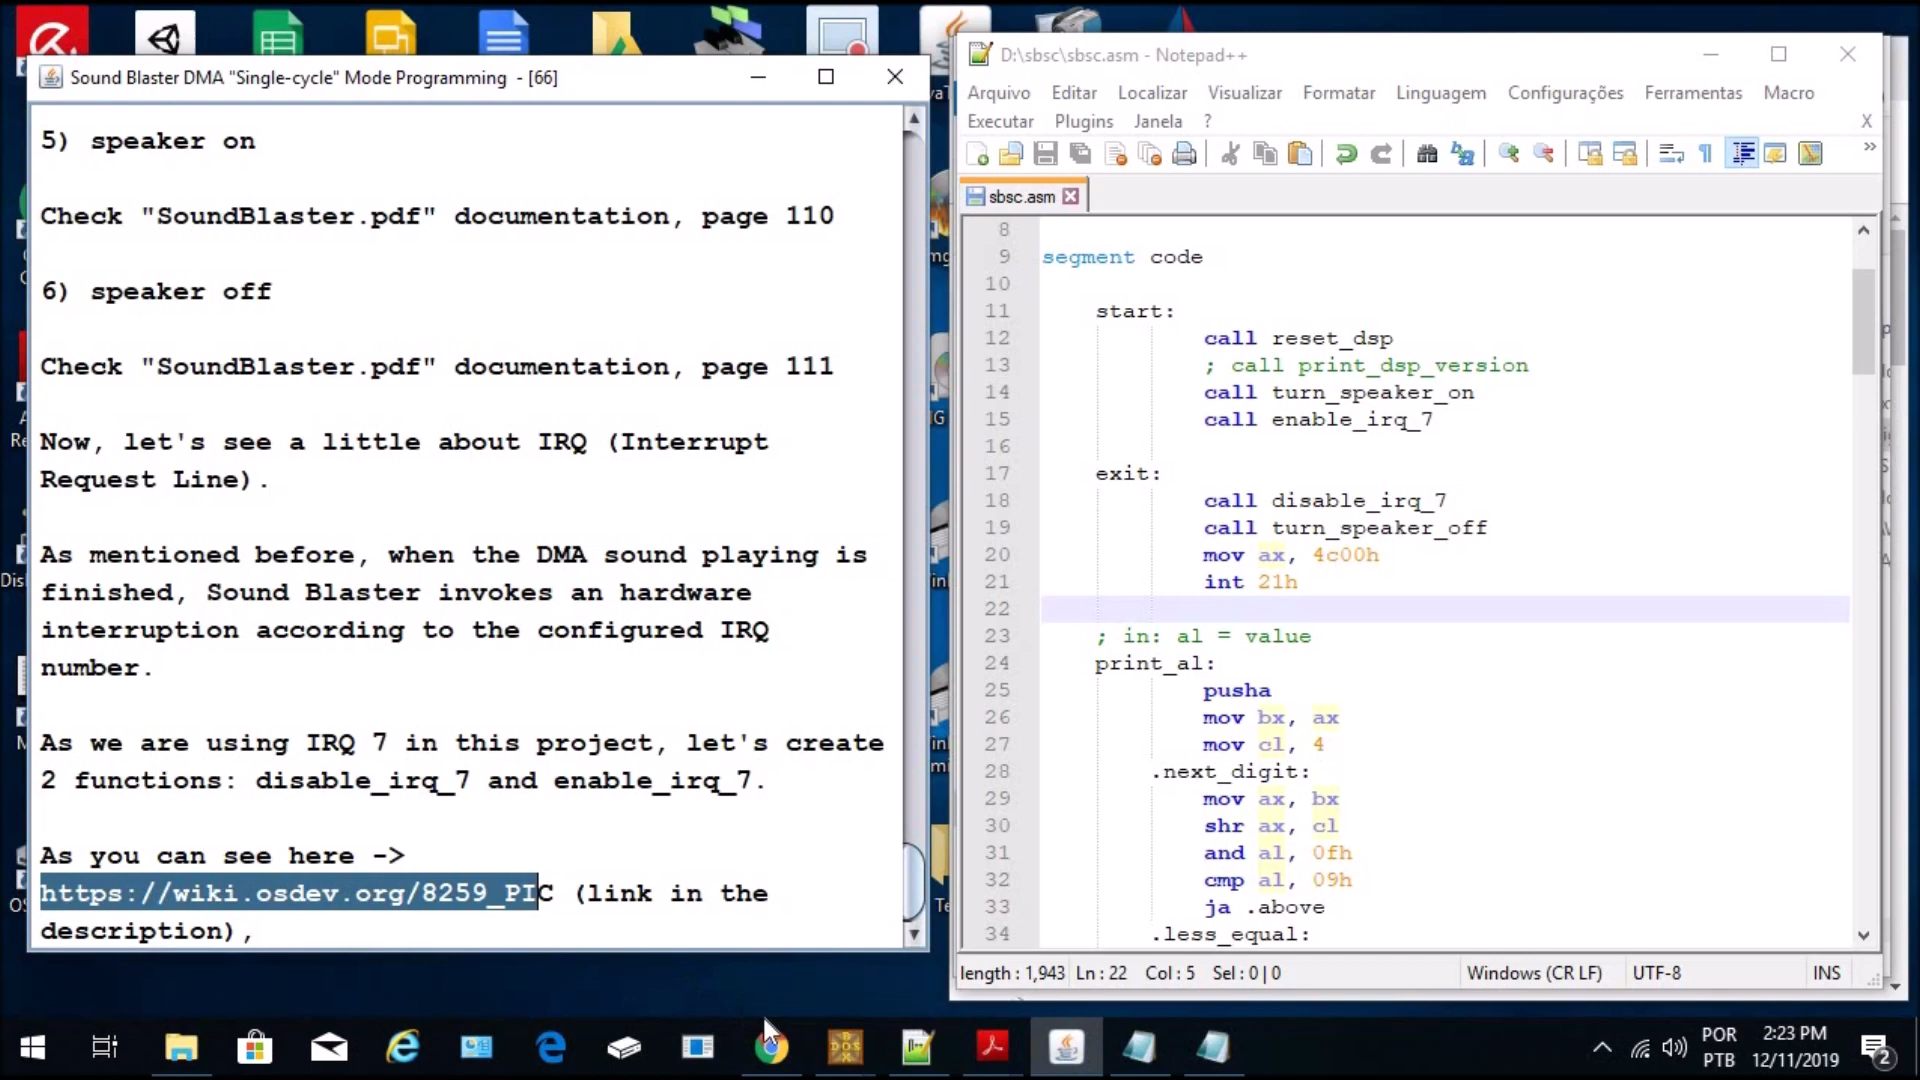 Sound Blaster DMA "Single-cycle" Mode Programming - [66]
5) speaker on
Check "SoundBlaster.pdf" documentation, page 110
6) speaker off
Check "SoundBlaster.pdf" documentation, page 111
Now, let's see a little about IRQ (Interrupt
Request Line).
As mentioned before, when the DMA sound playing is
finished, Sound Blaster invokes an hardware
interruption according to the configured IRQ
number.
As we are using IRQ 7 in this project, let's create
2 functions: disable_irq_7 and enable_irq_7.
As you can see here ->
https://wiki.osdev.org/8259_PIC (link in the
description),
D:\sbsc\sbsc.asm - Notepad++
Arquivo Editar Localizar Visualizar Formatar Linguagem Configurações Ferramentas Macro
Executar Plugins Janela ? X
sbsc.asm
8
9 segment code
10
11 start:
12 call reset_dsp
13 ; call print_dsp_version
14 call turn_speaker_on
15 call enable_irq_7
16
17 exit:
18 call disable_irq_7
19 call turn_speaker_off
20 mov ax, 4c00h
21 int 21h
22
23 ; in: al = value
24 print_al:
25 pusha
26 mov bx, ax
27 mov cl, 4
28 .next_digit:
29 mov ax, bx
30 shr ax, cl
31 and al, 0fh
32 cmp al, 09h
33 ja .above
34 .less_equal:
length : 1,943 Ln : 22 Col : 5 Sel : 0 | 0 Windows (CR LF) UTF-8 INS
POR
PTB
2:23 PM
12/11/2019
2